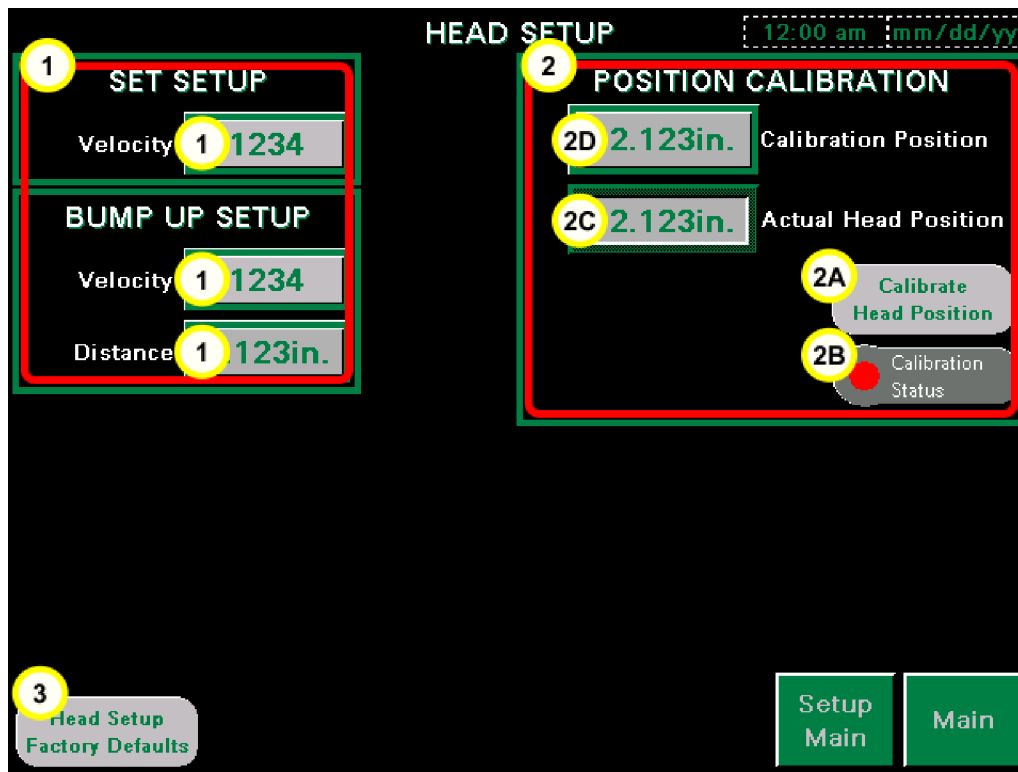 HEAD SETUP
12:00 am mm/dd/yy
1
SET SETUP
Velocity 1 1234
BUMP UP SETUP
Velocity 1 1234
Distance 1 .123in.
2
POSITION CALIBRATION
2D 2.123in. Calibration Position
2C 2.123in. Actual Head Position
2A Calibrate
Head Position
2B Calibration
Status
3
Head Setup
Factory Defaults
Setup
Main
Main